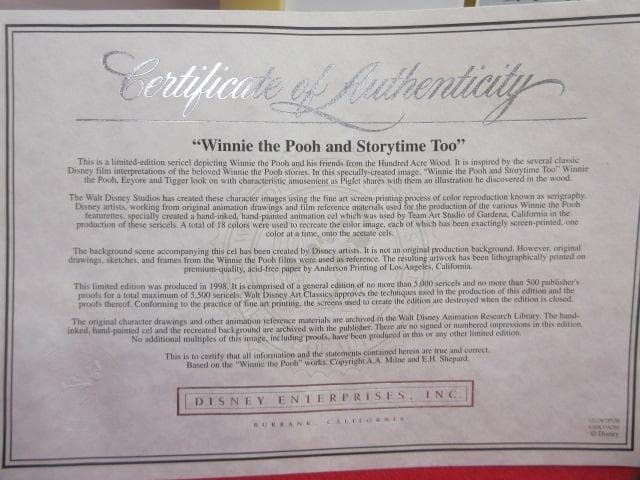 Certificate of Authenticity
“Winnie the Pooh and Storytime Too”
This is a limited-edition sericel depicting Winnie the Pooh and his friends from the Hundred Acre Wood. It is inspired by the several classic
Disney film interpretations of the beloved Winnie the Pooh stories. In this specially-created image, “Winnie the Pooh and Storytime Too” Winnie
the Pooh, Eeyore and Tigger look on with characteristic amusement as Piglet shares with them an illustration he discovered in the wood.
The Walt Disney Studios has created these character images using the fine art screen-printing process of color reproduction known as serigraphy.
Disney artists, working from original animation drawings and film reference materials used for the production of the various Winnie the Pooh
featurettes, specially created a hand-inked, hand-painted animation cel which was used by Team Art Studio of Gardena, California in the
production of these sericels. A total of 18 colors were used to recreate the color image, each of which has been exactingly screen-printed, one
color at a time, onto the acetate cels.
The background scene accompanying this cel has been created by Disney artists. It is not an original production background. However, original
drawings, sketches, and frames from the Winnie the Pooh films were used as reference. The resulting artwork has been lithographically printed on
premium-quality, acid-free paper by Anderson Printing of Los Angeles, California.
This limited edition was produced in 1998. It is comprised of a general edition of no more than 5,000 sericels and no more than 500 publisher's
proofs for a total maximum of 5,500 sericels. Walt Disney Art Classics approves the techniques used in the production of this edition and the
proofs thereof. Conforming to the practice of fine art printing, the screens used to create the edition are destroyed when the edition is closed.
The original character drawings and other animation reference materials are archived in the Walt Disney Animation Research Library. The hand-
inked, hand-painted cel and the recreated background are archived with the publisher. There are no signed or numbered impressions in this edition.
No additional multiples of this image, including proofs, have been produced in this or any other limited edition.
This is to certify that all information and the statements contained herein are true and correct.
Based on the “Winnie the Pooh” works. Copyright A.A. Milne and E.H. Shepard.
DISNEY ENTERPRISES, INC.
BURBANK, CALIFORNIA
© Disney